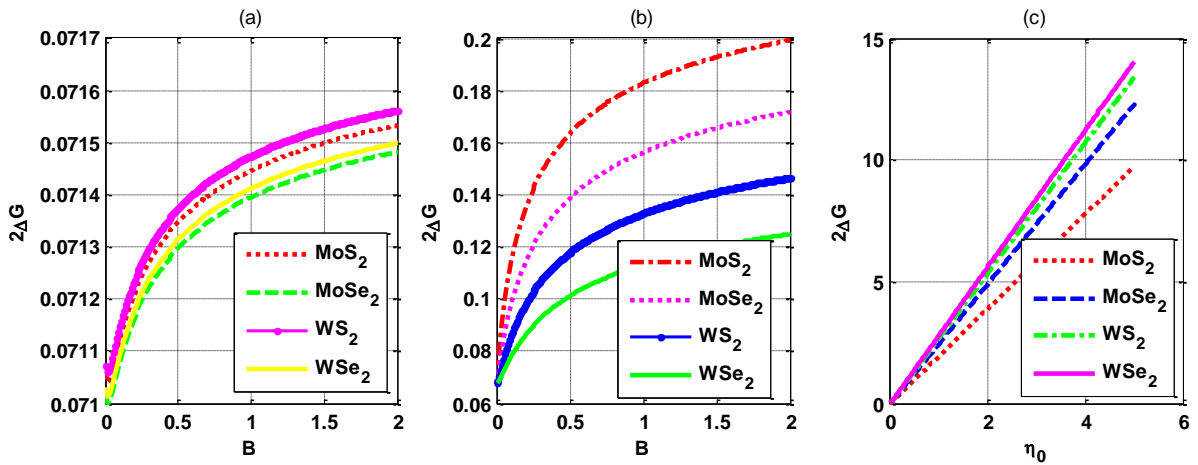 (a)
0.0717
0.0716
0.0715
0.0714
0.0713
0.0712
0.0711
0.071
2ΔG
0 0.5 1 1.5 2
B
MoS2
MoSe2
WS2
WSe2
(b)
0.2
0.18
0.16
0.14
0.12
0.1
0.08
0.06
2ΔG
0 0.5 1 1.5 2
B
MoS2
MoSe2
WS2
WSe2
(c)
15
10
5
0
2ΔG
0 2 4 6
η0
MoS2
MoSe2
WS2
WSe2